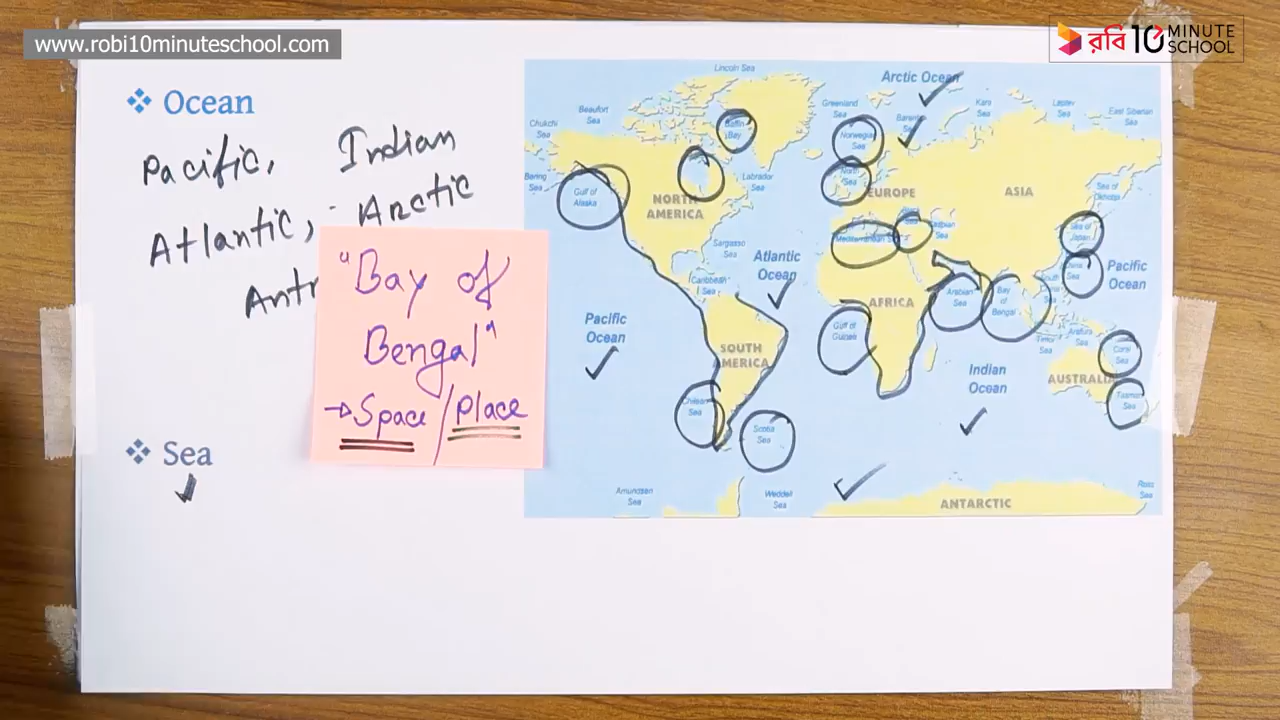 www.robi10minuteschool.com
রবি 10 MINUTE SCHOOL
❖ Ocean
Pacific, Indian
Atlantic, Arctic
Antr
"Bay of
Bengal"
→ Space / Place
❖ Sea
Lincoln Sea
Arctic Ocean
Greenland Sea
Kara Sea
Laptev Sea
East Siberian Sea
Beaufort Sea
Chukchi Sea
Baffin Bay
Norwegian Sea
Bering Sea
Gulf of Alaska
Labrador Sea
North Sea
NORTH AMERICA
EUROPE
ASIA
Sea of Okhotsk
Sargasso Sea
Mediterranean Sea
Sea of Japan
Atlantic Ocean
Caribbean Sea
Pacific Ocean
AFRICA
Arabian Sea
Bay of Bengal
South China Sea
Pacific Ocean
Gulf of Guinea
SOUTH AMERICA
Timor Sea
Arafura Sea
Coral Sea
Indian Ocean
AUSTRALIA
Chilean Sea
Tasman Sea
Scotia Sea
Amundsen Sea
Weddell Sea
ANTARCTIC
Ross Sea